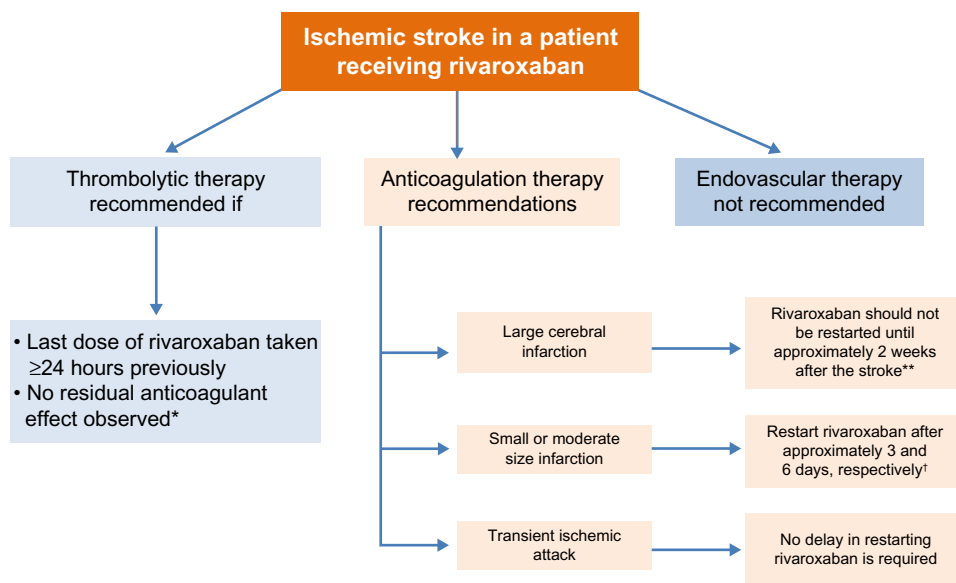 Ischemic stroke in a patient
receiving rivaroxaban
Thrombolytic therapy
recommended if
Anticoagulation therapy
recommendations
Endovascular therapy
not recommended
• Last dose of rivaroxaban taken
≥24 hours previously
• No residual anticoagulant
effect observed*
Large cerebral
infarction
Rivaroxaban should not
be restarted until
approximately 2 weeks
after the stroke**
Small or moderate
size infarction
Restart rivaroxaban after
approximately 3 and
6 days, respectively†
Transient ischemic
attack
No delay in restarting
rivaroxaban is required